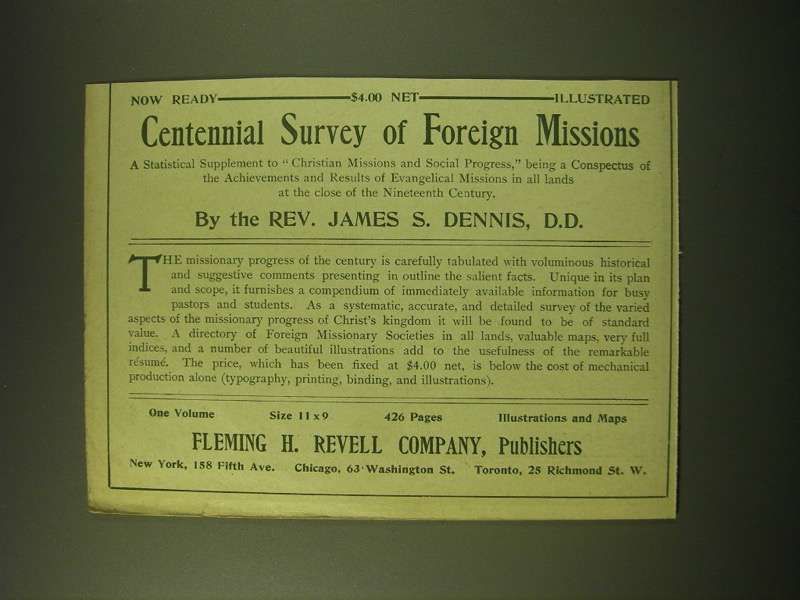 NOW READY $4.00 NET ILLUSTRATED
Centennial Survey of Foreign Missions
A Statistical Supplement to "Christian Missions and Social Progress," being a Conspectus of
the Achievements and Results of Evangelical Missions in all lands
at the close of the Nineteenth Century.
By the REV. JAMES S. DENNIS, D.D.
THE missionary progress of the century is carefully tabulated with voluminous historical
and suggestive comments presenting in outline the salient facts. Unique in its plan
and scope, it furnishes a compendium of immediately available information for busy
pastors and students. As a systematic, accurate, and detailed survey of the varied
aspects of the missionary progress of Christ's kingdom it will be found to be of standard
value. A directory of Foreign Missionary Societies in all lands, valuable maps, very full
indices, and a number of beautiful illustrations add to the usefulness of the remarkable
résumé. The price, which has been fixed at $4.00 net, is below the cost of mechanical
production alone (typography, printing, binding, and illustrations).
One Volume Size 11 x 9 426 Pages Illustrations and Maps
FLEMING H. REVELL COMPANY, Publishers
New York, 158 Fifth Ave. Chicago, 63 Washington St. Toronto, 25 Richmond St. W.